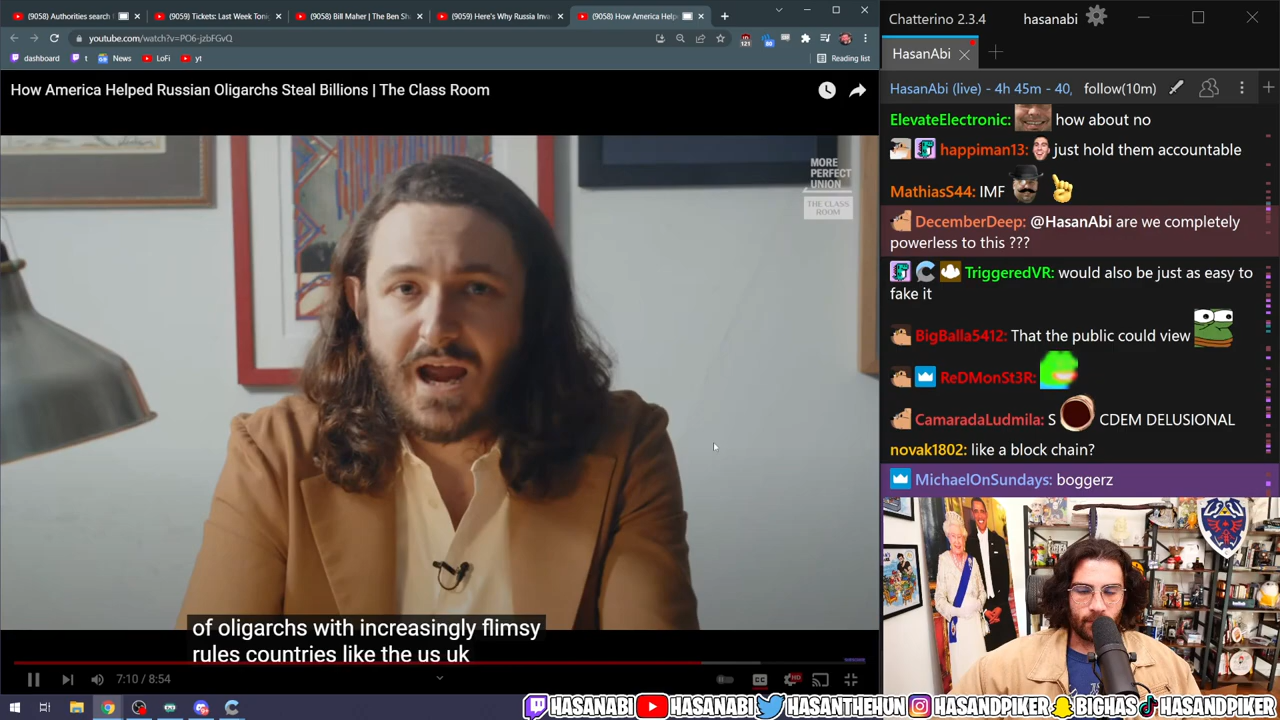 (9058) Authorities search
(9059) Tickets: Last Week Toni
(9058) Bill Maher | The Ben Sh
(9059) Here's Why Russia Inva
(9058) How America Help
youtube.com/watch?v=PO6-jzbFGvQ
121
80
dashboard
t
News
LoFi
yt
Reading list
How America Helped Russian Oligarchs Steal Billions | The Class Room
MORE
PERFECT
UNION
THE CLASS
ROOM
of oligarchs with increasingly flimsy
rules countries like the us uk
7:10 / 8:54
CC
HD
Chatterino 2.3.4
hasanabi
HasanAbi
HasanAbi (live) - 4h 45m - 40,
follow(10m)
ElevateElectronic: how about no
happiman13: just hold them accountable
MathiasS44: IMF
DecemberDeep: @HasanAbi are we completely
powerless to this ???
TriggeredVR: would also be just as easy to
fake it
BigBalla5412: That the public could view
ReDMonSt3R:
CamaradaLudmila: S CDEM DELUSIONAL
novak1802: like a block chain?
MichaelOnSundays: boggerz
HASANABI HASANABI HASANTHEHUN HASANDPIKER BIGHAS HASANDPIKER